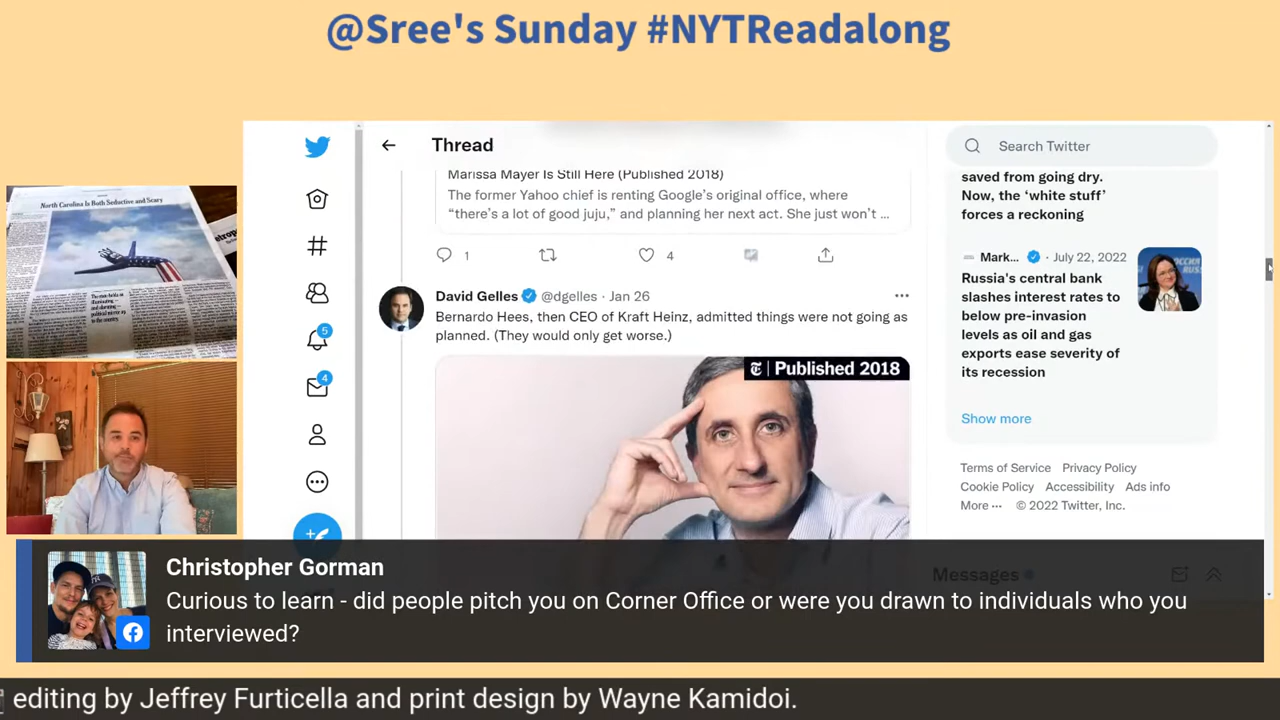 @Sree's Sunday #NYTReadalong
North Carolina Is Both Seductive and Scary
Thread
Marissa Mayer Is Still Here (Published 2018)
The former Yahoo chief is renting Google's original office, where
“there's a lot of good juju,” and planning her next act. She just won't ...
1
4
David Gelles @dgelles · Jan 26
Bernardo Hees, then CEO of Kraft Heinz, admitted things were not going as
planned. (They would only get worse.)
T | Published 2018
5
4
Search Twitter
saved from going dry.
Now, the ‘white stuff’
forces a reckoning
Mark... · July 22, 2022
Russia's central bank
slashes interest rates to
below pre-invasion
levels as oil and gas
exports ease severity of
its recession
Show more
Terms of Service Privacy Policy
Cookie Policy Accessibility Ads info
More ··· © 2022 Twitter, Inc.
Messages
Christopher Gorman
Curious to learn - did people pitch you on Corner Office or were you drawn to individuals who you
interviewed?
editing by Jeffrey Furticella and print design by Wayne Kamidoi.